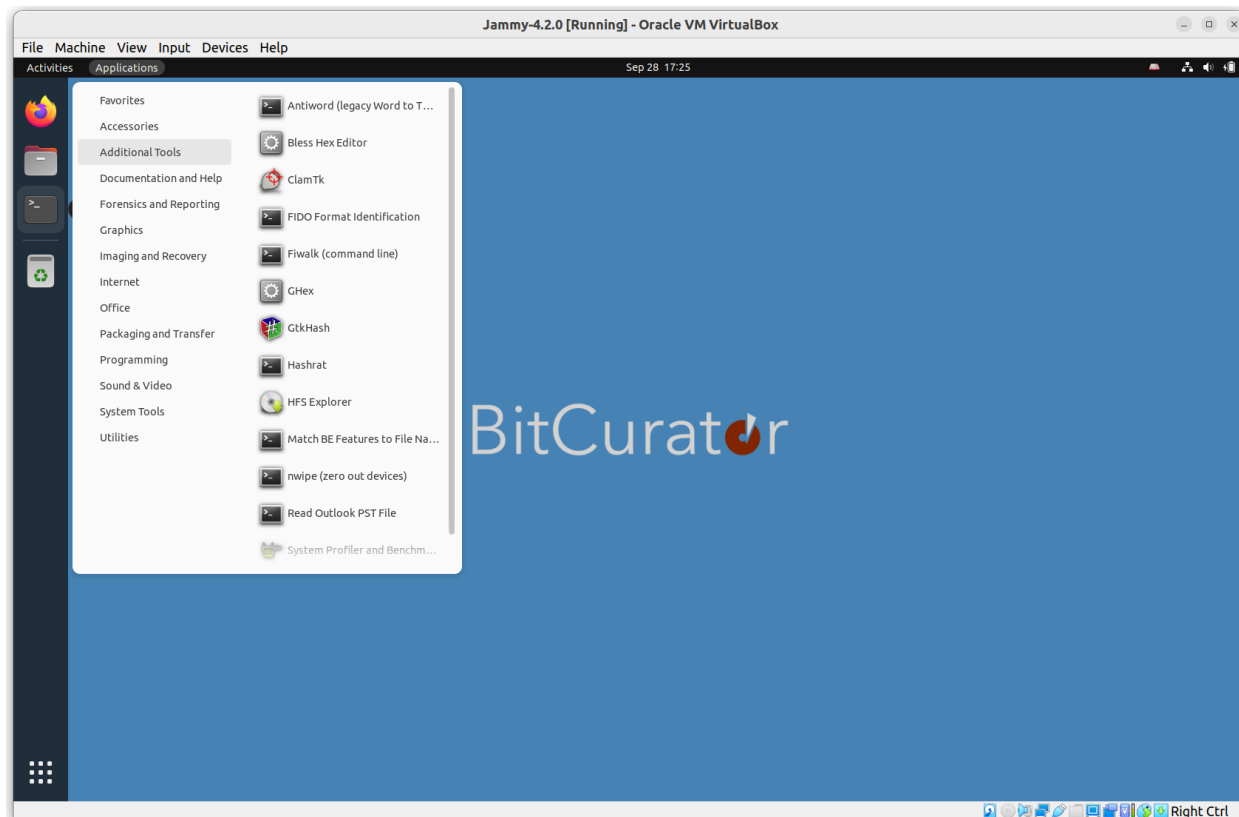 Jammy-4.2.0 [Running] - Oracle VM VirtualBox
File Machine View Input Devices Help
Activities Applications Sep 28 17:25
Favorites
Accessories
Additional Tools
Documentation and Help
Forensics and Reporting
Graphics
Imaging and Recovery
Internet
Office
Packaging and Transfer
Programming
Sound & Video
System Tools
Utilities
Antiword (legacy Word to T...
Bless Hex Editor
ClamTk
FIDO Format Identification
Fiwalk (command line)
GHex
GtkHash
Hashrat
HFS Explorer
Match BE Features to File Na...
nwipe (zero out devices)
Read Outlook PST File
System Profiler and Benchm...
BitCurator
Right Ctrl